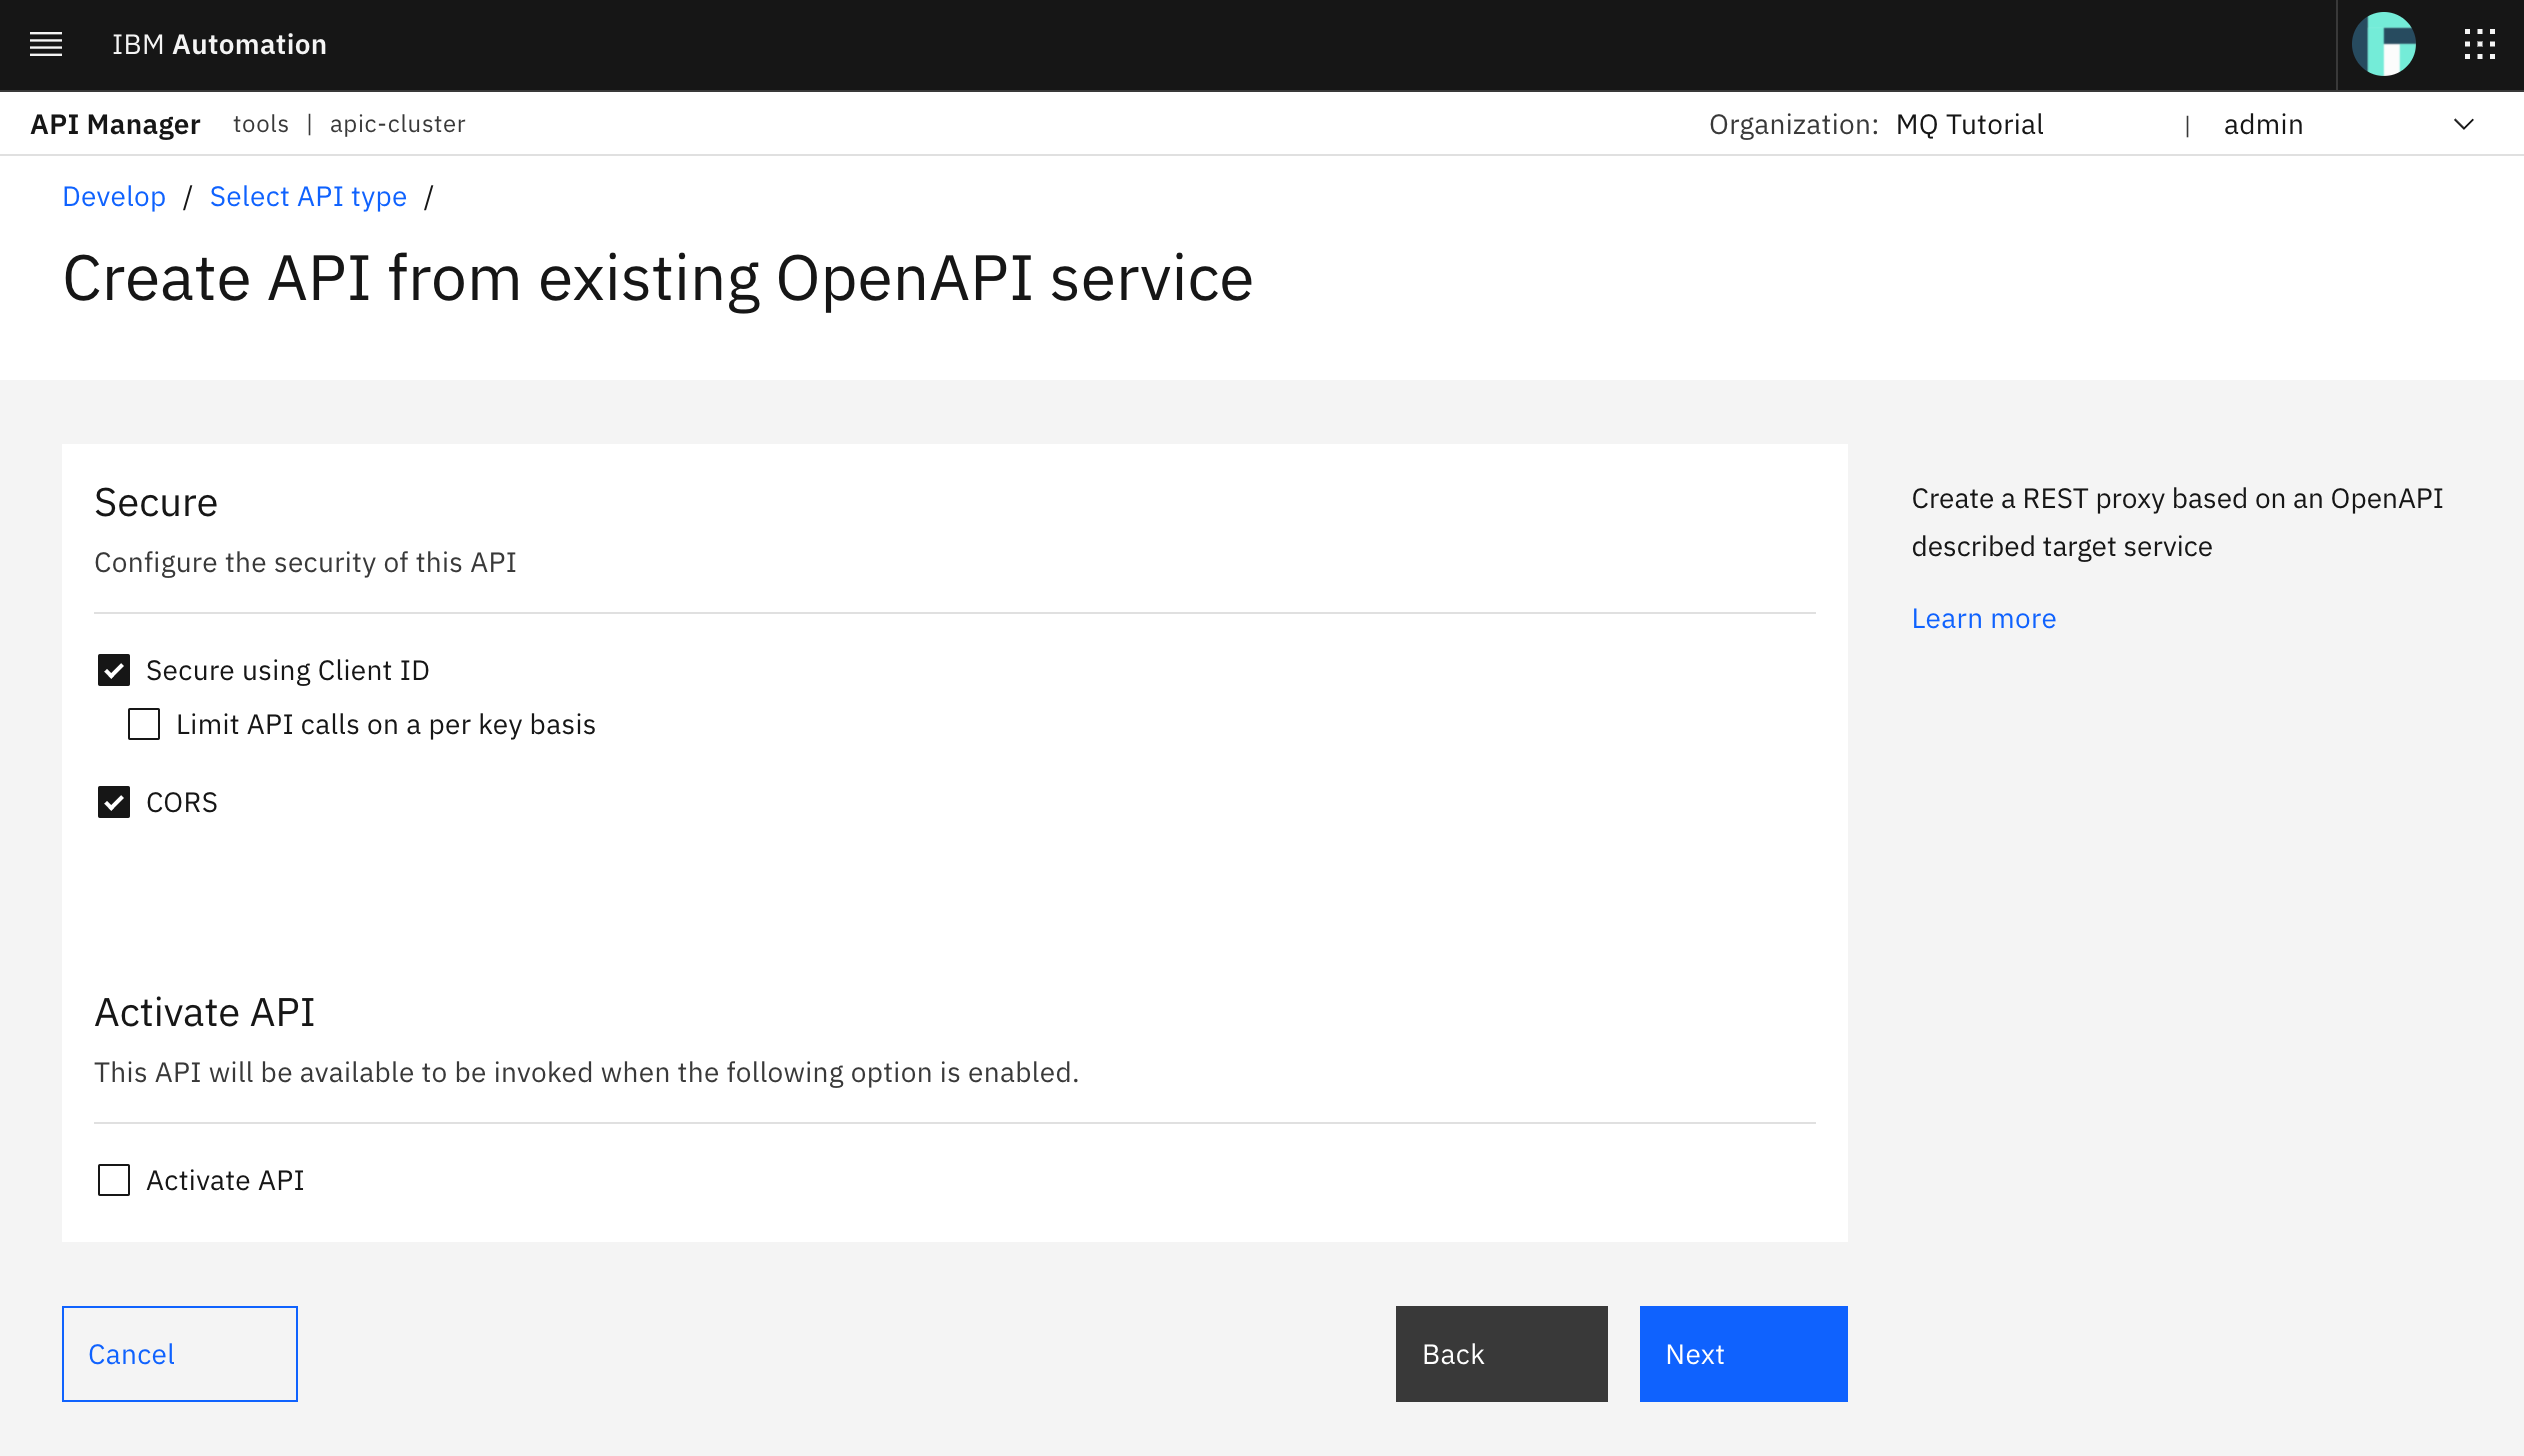 IBM Automation
API Manager tools | apic-cluster Organization: MQ Tutorial | admin
Develop / Select API type /
Create API from existing OpenAPI service
Secure
Configure the security of this API
Secure using Client ID
Limit API calls on a per key basis
CORS
Activate API
This API will be available to be invoked when the following option is enabled.
Activate API
Cancel
Back
Next
Create a REST proxy based on an OpenAPI
described target service
Learn more